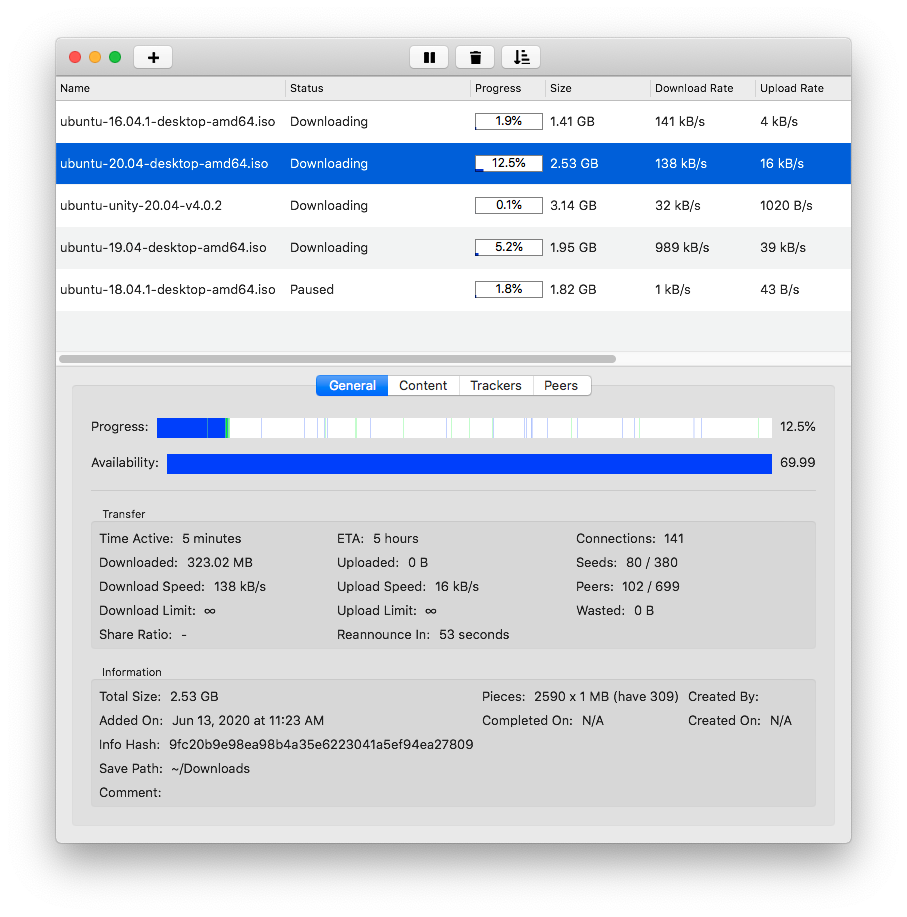 Name Status Progress Size Download Rate Upload Rate
ubuntu-16.04.1-desktop-amd64.iso Downloading 1.9% 1.41 GB 141 kB/s 4 kB/s
ubuntu-20.04-desktop-amd64.iso Downloading 12.5% 2.53 GB 138 kB/s 16 kB/s
ubuntu-unity-20.04-v4.0.2 Downloading 0.1% 3.14 GB 32 kB/s 1020 B/s
ubuntu-19.04-desktop-amd64.iso Downloading 5.2% 1.95 GB 989 kB/s 39 kB/s
ubuntu-18.04.1-desktop-amd64.iso Paused 1.8% 1.82 GB 1 kB/s 43 B/s
General Content Trackers Peers
Progress: 12.5%
Availability: 69.99
Transfer
Time Active: 5 minutes ETA: 5 hours Connections: 141
Downloaded: 323.02 MB Uploaded: 0 B Seeds: 80 / 380
Download Speed: 138 kB/s Upload Speed: 16 kB/s Peers: 102 / 699
Download Limit: ∞ Upload Limit: ∞ Wasted: 0 B
Share Ratio: - Reannounce In: 53 seconds
Information
Total Size: 2.53 GB Pieces: 2590 x 1 MB (have 309) Created By:
Added On: Jun 13, 2020 at 11:23 AM Completed On: N/A Created On: N/A
Info Hash: 9fc20b9e98ea98b4a35e6223041a5ef94ea27809
Save Path: ~/Downloads
Comment: